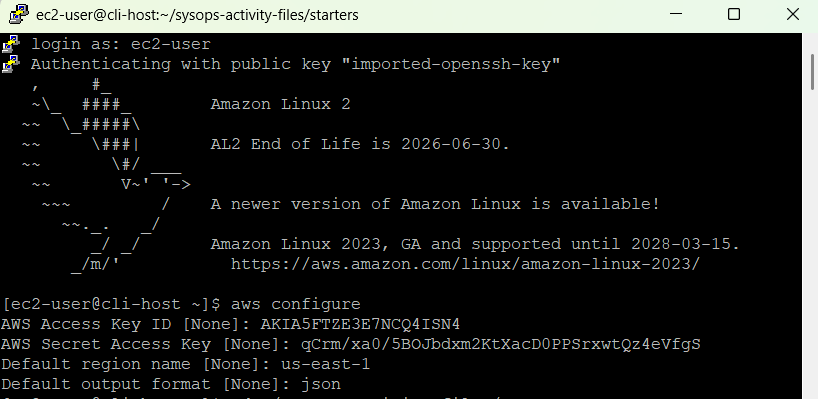 ec2-user@cli-host:~/sysops-activity-files/starters
login as: ec2-user
Authenticating with public key "imported-openssh-key"
Amazon Linux 2
AL2 End of Life is 2026-06-30.
A newer version of Amazon Linux is available!
Amazon Linux 2023, GA and supported until 2028-03-15.
https://aws.amazon.com/linux/amazon-linux-2023/
[ec2-user@cli-host ~]$ aws configure
AWS Access Key ID [None]: AKIA5FTZE3E7NCQ4ISN4
AWS Secret Access Key [None]: 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
Default region name [None]: us-east-1
Default output format [None]: json